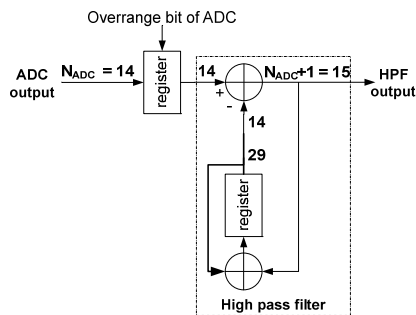 Overrange bit of ADC
ADC
output
N_ADC = 14
register
14
+
-
N_ADC+1 = 15
HPF
output
14
29
register
High pass filter